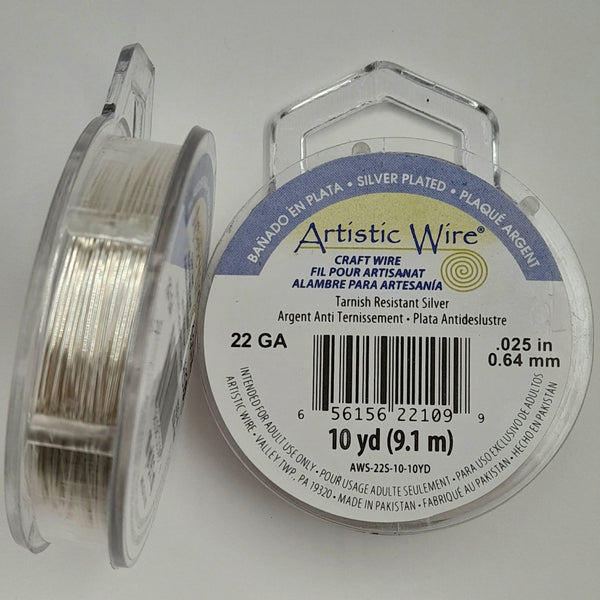 BAÑADO EN PLATA • SILVER PLATED • PLAQUÉ ARGENT
Artistic Wire®
CRAFT WIRE
FIL POUR ARTISANAT
ALAMBRE PARA ARTESANÍA
Tarnish Resistant Silver
Argent Anti Ternissement • Plata Antideslustre
22 GA
.025 in
0.64 mm
6 56156 22109 9
10 yd (9.1 m)
AWS-22S-10-10YD
INTENDED FOR ADULT USE ONLY • POUR USAGE ADULTE SEULEMENT • PARA USO EXCLUSIVO DE ADULTOS
ARTISTIC WIRE • VALLEY TWP., PA 19320 • MADE IN PAKISTAN • FABRIQUÉ AU PAKISTAN • HECHO EN PAKISTAN